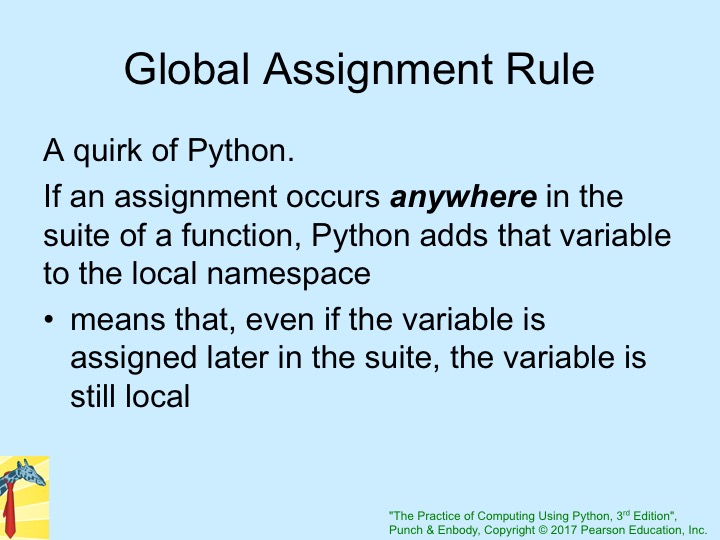 Global Assignment Rule
A quirk of Python.
If an assignment occurs anywhere in the
suite of a function, Python adds that variable
to the local namespace
• means that, even if the variable is
assigned later in the suite, the variable is
still local
"The Practice of Computing Using Python, 3rd Edition",
Punch & Enbody, Copyright © 2017 Pearson Education, Inc.